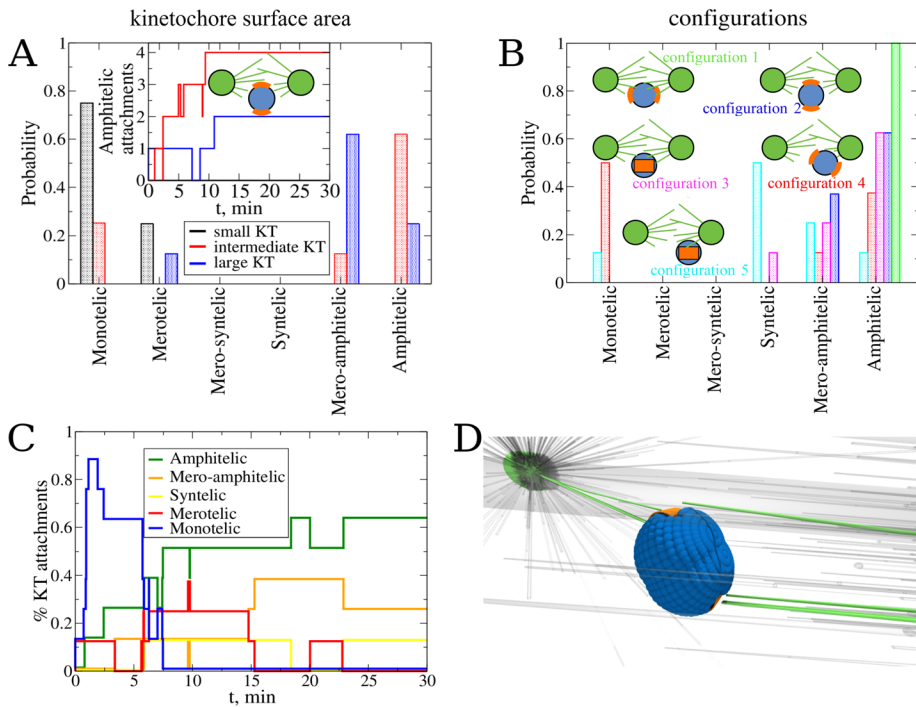 kinetochore surface area
configurations
A
Probability
1
0.8
0.6
0.4
0.2
0
Amphitelic
attachments
4
3
2
1
0
0 5 10 15 20 25 30
t, min
small KT
intermediate KT
large KT
Monotelic
Merotelic
Mero-syntelic
Syntelic
Mero-amphitelic
Amphitelic
B
Probability
1
0.8
0.6
0.4
0.2
0
configuration 1
configuration 2
configuration 3
configuration 4
configuration 5
Monotelic
Merotelic
Mero-syntelic
Syntelic
Mero-amphitelic
Amphitelic
C
% KT attachments
1
0.8
0.6
0.4
0.2
0
Amphitelic
Mero-amphitelic
Syntelic
Merotelic
Monotelic
0 5 10 15 20 25 30
t, min
D